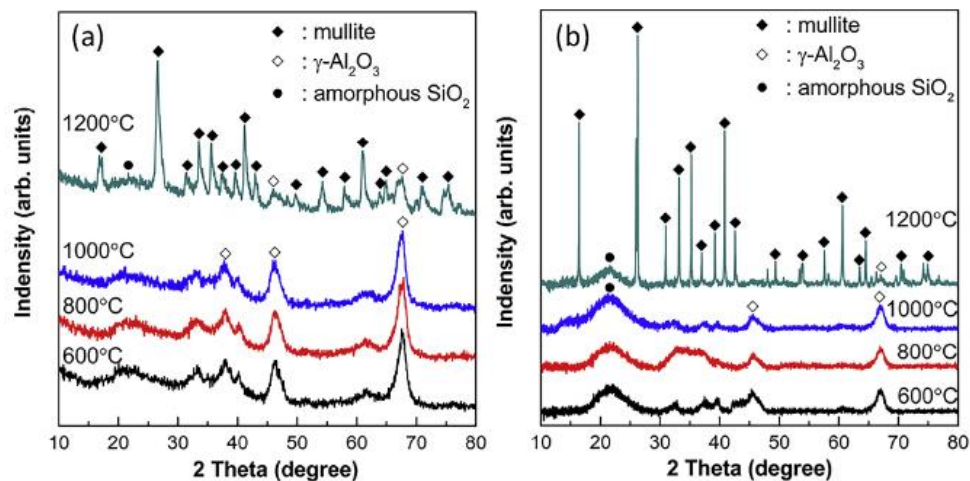 (a)
◆ : mullite
◇ : γ-Al₂O₃
● : amorphous SiO₂
1200°C
1000°C
800°C
600°C
Indensity (arb. units)
10 20 30 40 50 60 70 80
2 Theta (degree)
(b)
◆ : mullite
◇ : γ-Al₂O₃
● : amorphous SiO₂
1200°C
1000°C
800°C
600°C
Indensity (arb. units)
10 20 30 40 50 60 70 80
2 Theta (degree)